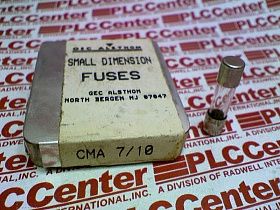 GEC ALSTHOM
SMALL DIMENSION
FUSES
GEC ALSTHOM
NORTH BERGEN NJ 07047
CMA 7/10
PLCCenter
A DIVISION OF RADWELL INTERNATIONAL
PLCCenter